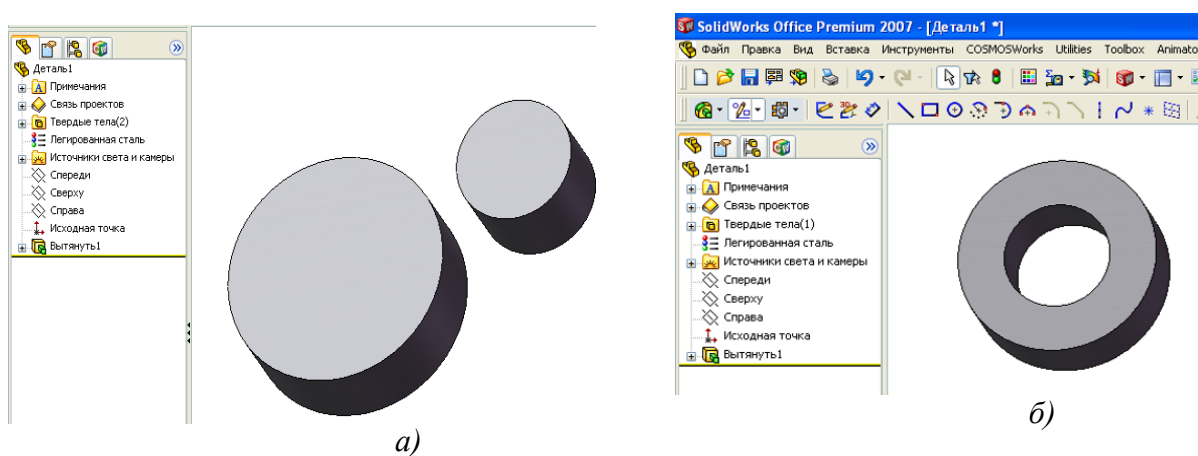 Деталь1
Примечания
Связь проектов
Твердые тела(2)
Легированная сталь
Источники света и камеры
Спереди
Сверху
Справа
Исходная точка
Вытянуть1
а)
SolidWorks Office Premium 2007 - [Деталь1 *]
Файл Правка Вид Вставка Инструменты COSMOSWorks Utilities Toolbox Animato
Деталь1
Примечания
Связь проектов
Твердые тела(1)
Легированная сталь
Источники света и камеры
Спереди
Сверху
Справа
Исходная точка
Вытянуть1
б)